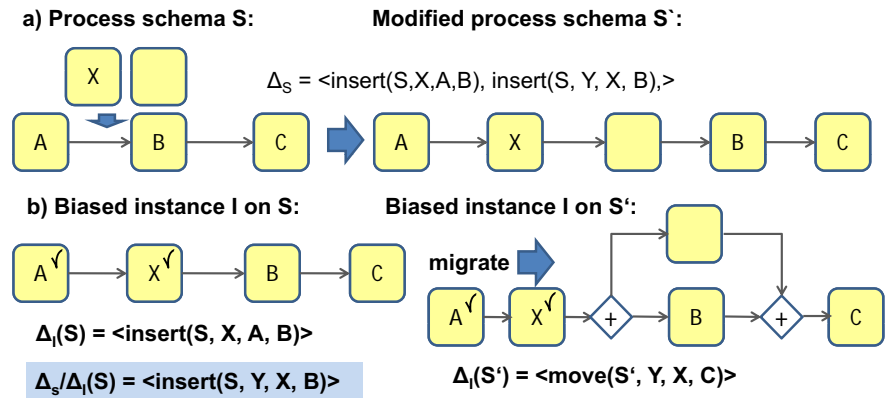 a) Process schema S:
Modified process schema S`:
X
ΔS = <insert(S,X,A,B), insert(S, Y, X, B),>
A B C
A X B C
b) Biased instance I on S:
Biased instance I on S‘:
A√ X√ B C
migrate
A√ X√ + B + C
ΔI(S) = <insert(S, X, A, B)>
Δs/ΔI(S) = <insert(S, Y, X, B)>
ΔI(S‘) = <move(S‘, Y, X, C)>